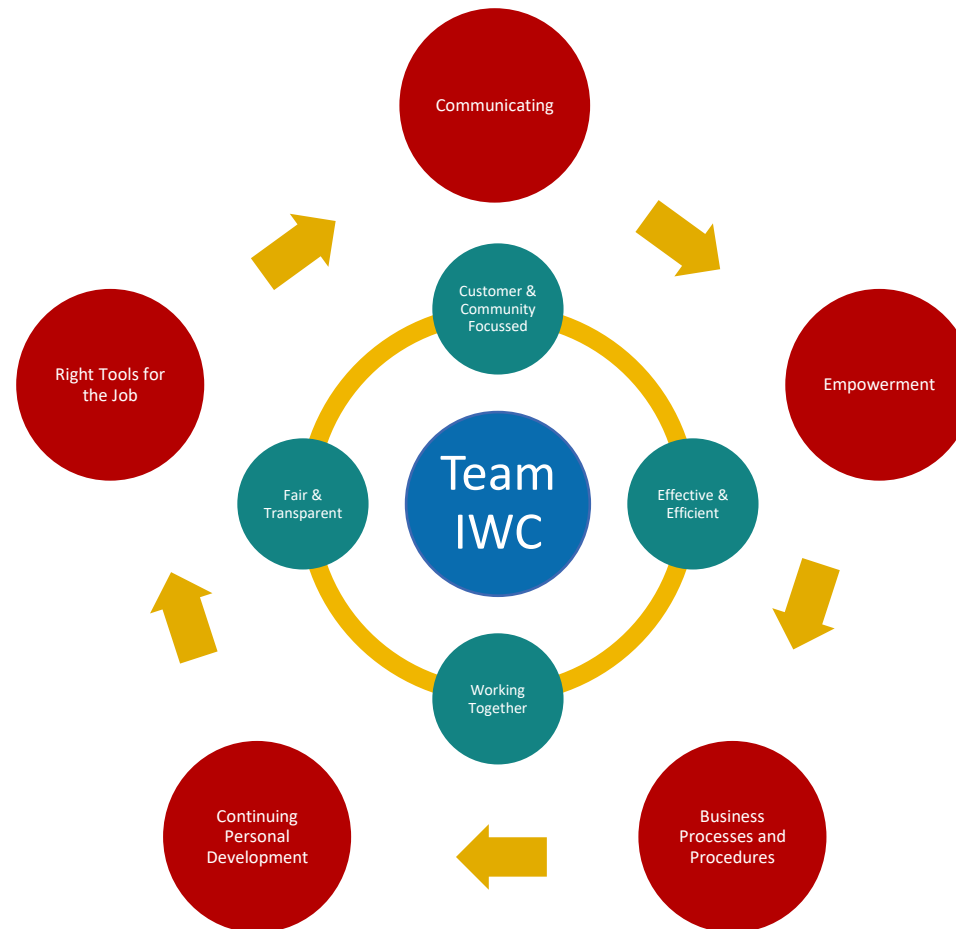 Communicating
Customer &
Community
Focussed
Right Tools for
the Job
Empowerment
Team
IWC
Fair &
Transparent
Effective &
Efficient
Working
Together
Continuing
Personal
Development
Business
Processes and
Procedures